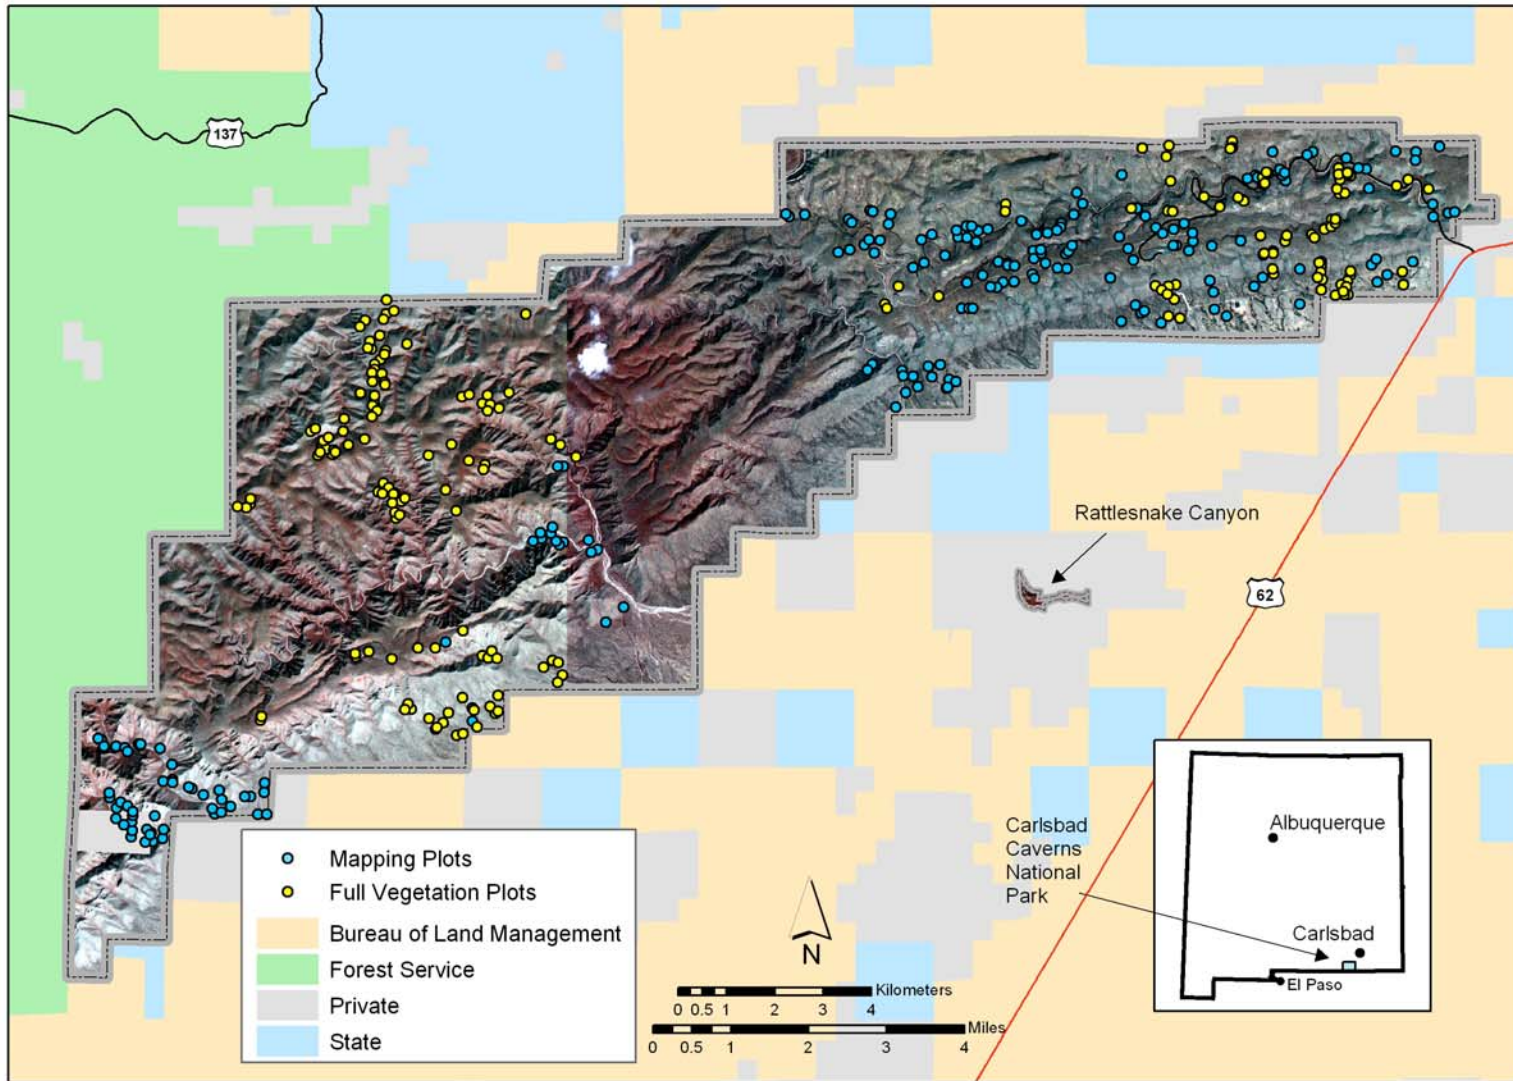 137
Rattlesnake Canyon
62
Mapping Plots
Full Vegetation Plots
Bureau of Land Management
Forest Service
Private
State
N
Kilometers
0 0.5 1 2 3 4
Miles
0 0.5 1 2 3 4
Carlsbad
Caverns
National
Park
Albuquerque
Carlsbad
El Paso